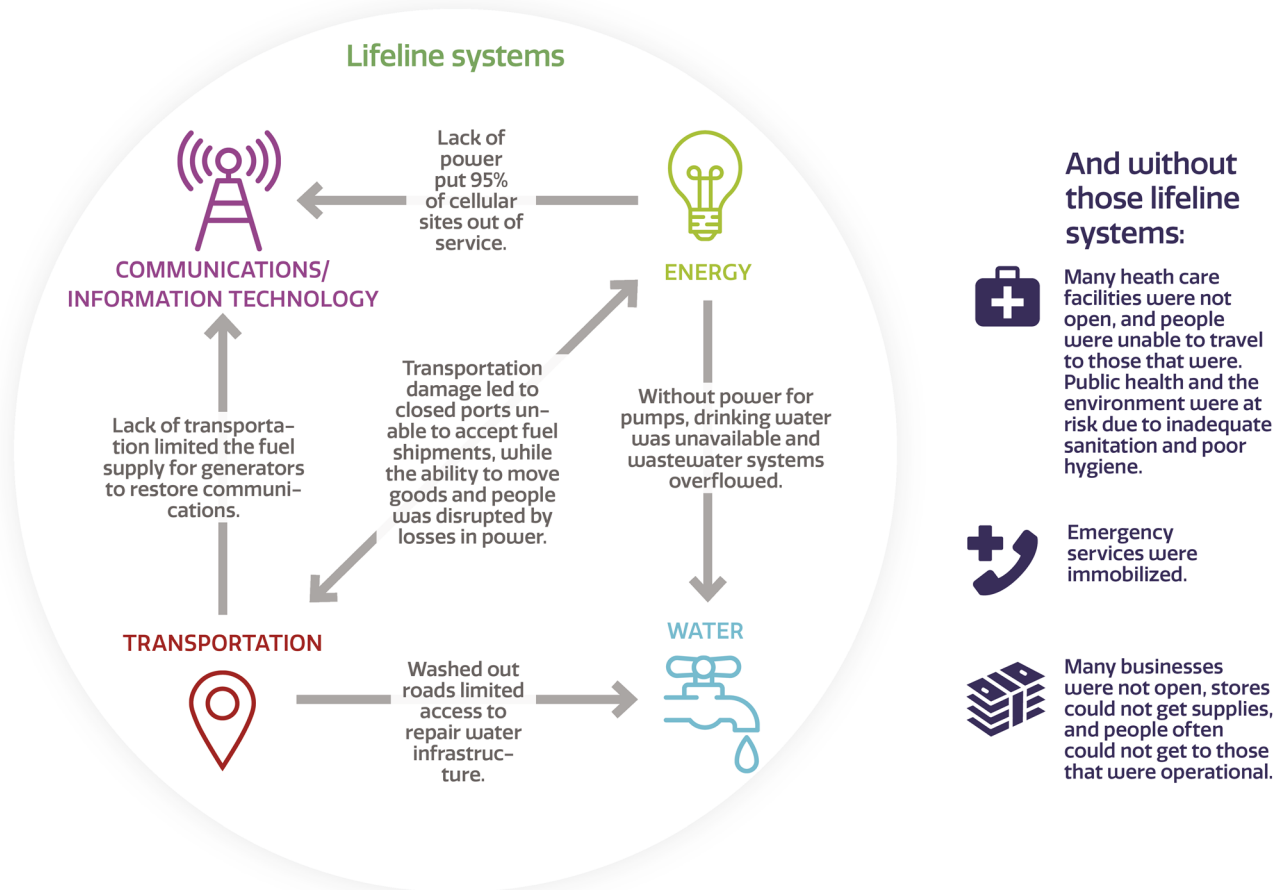 Lifeline systems
Lack of
power
put 95%
of cellular
sites out of
service.
COMMUNICATIONS/
INFORMATION TECHNOLOGY
ENERGY
Transportation
damage led to
closed ports un-
able to accept fuel
shipments, while
the ability to move
goods and people
was disrupted by
losses in power.
Without power for
pumps, drinking water
was unavailable and
wastewater systems
overflowed.
Lack of transporta-
tion limited the fuel
supply for generators
to restore communi-
cations.
TRANSPORTATION
WATER
Washed out
roads limited
access to
repair water
infrastruc-
ture.
And without
those lifeline
systems:
Many heath care
facilities were not
open, and people
were unable to travel
to those that were.
Public health and the
environment were at
risk due to inadequate
sanitation and poor
hygiene.
Emergency
services were
immobilized.
Many businesses
were not open, stores
could not get supplies,
and people often
could not get to those
that were operational.